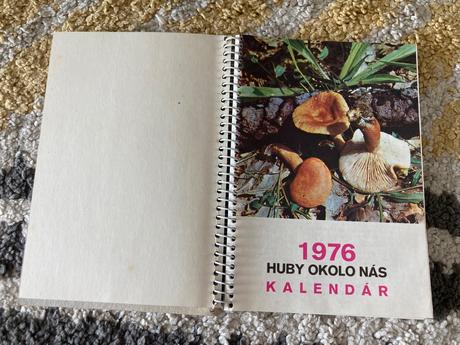 1976
HUBY OKOLO NÁS
KALENDÁR